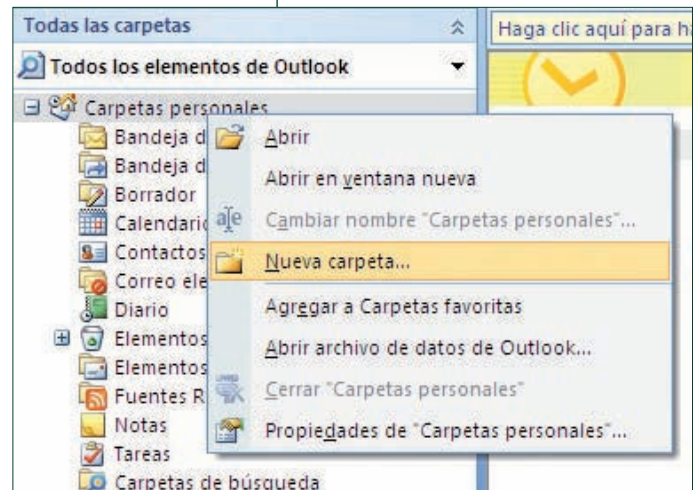 Todas las carpetas
Haga clic aquí para
Todos los elementos de Outlook
Carpetas personales
Bandeja d
Bandeja d
Borrador
Calendario
Contactos
Correo ele
Diario
Elementos
Elementos
Fuentes R
Notas
Tareas
Carpetas de búsqueda
Abrir
Abrir en ventana nueva
Cambiar nombre "Carpetas personales"...
Nueva carpeta...
Agregar a Carpetas favoritas
Abrir archivo de datos de Outlook...
Cerrar "Carpetas personales"
Propiedades de "Carpetas personales"...